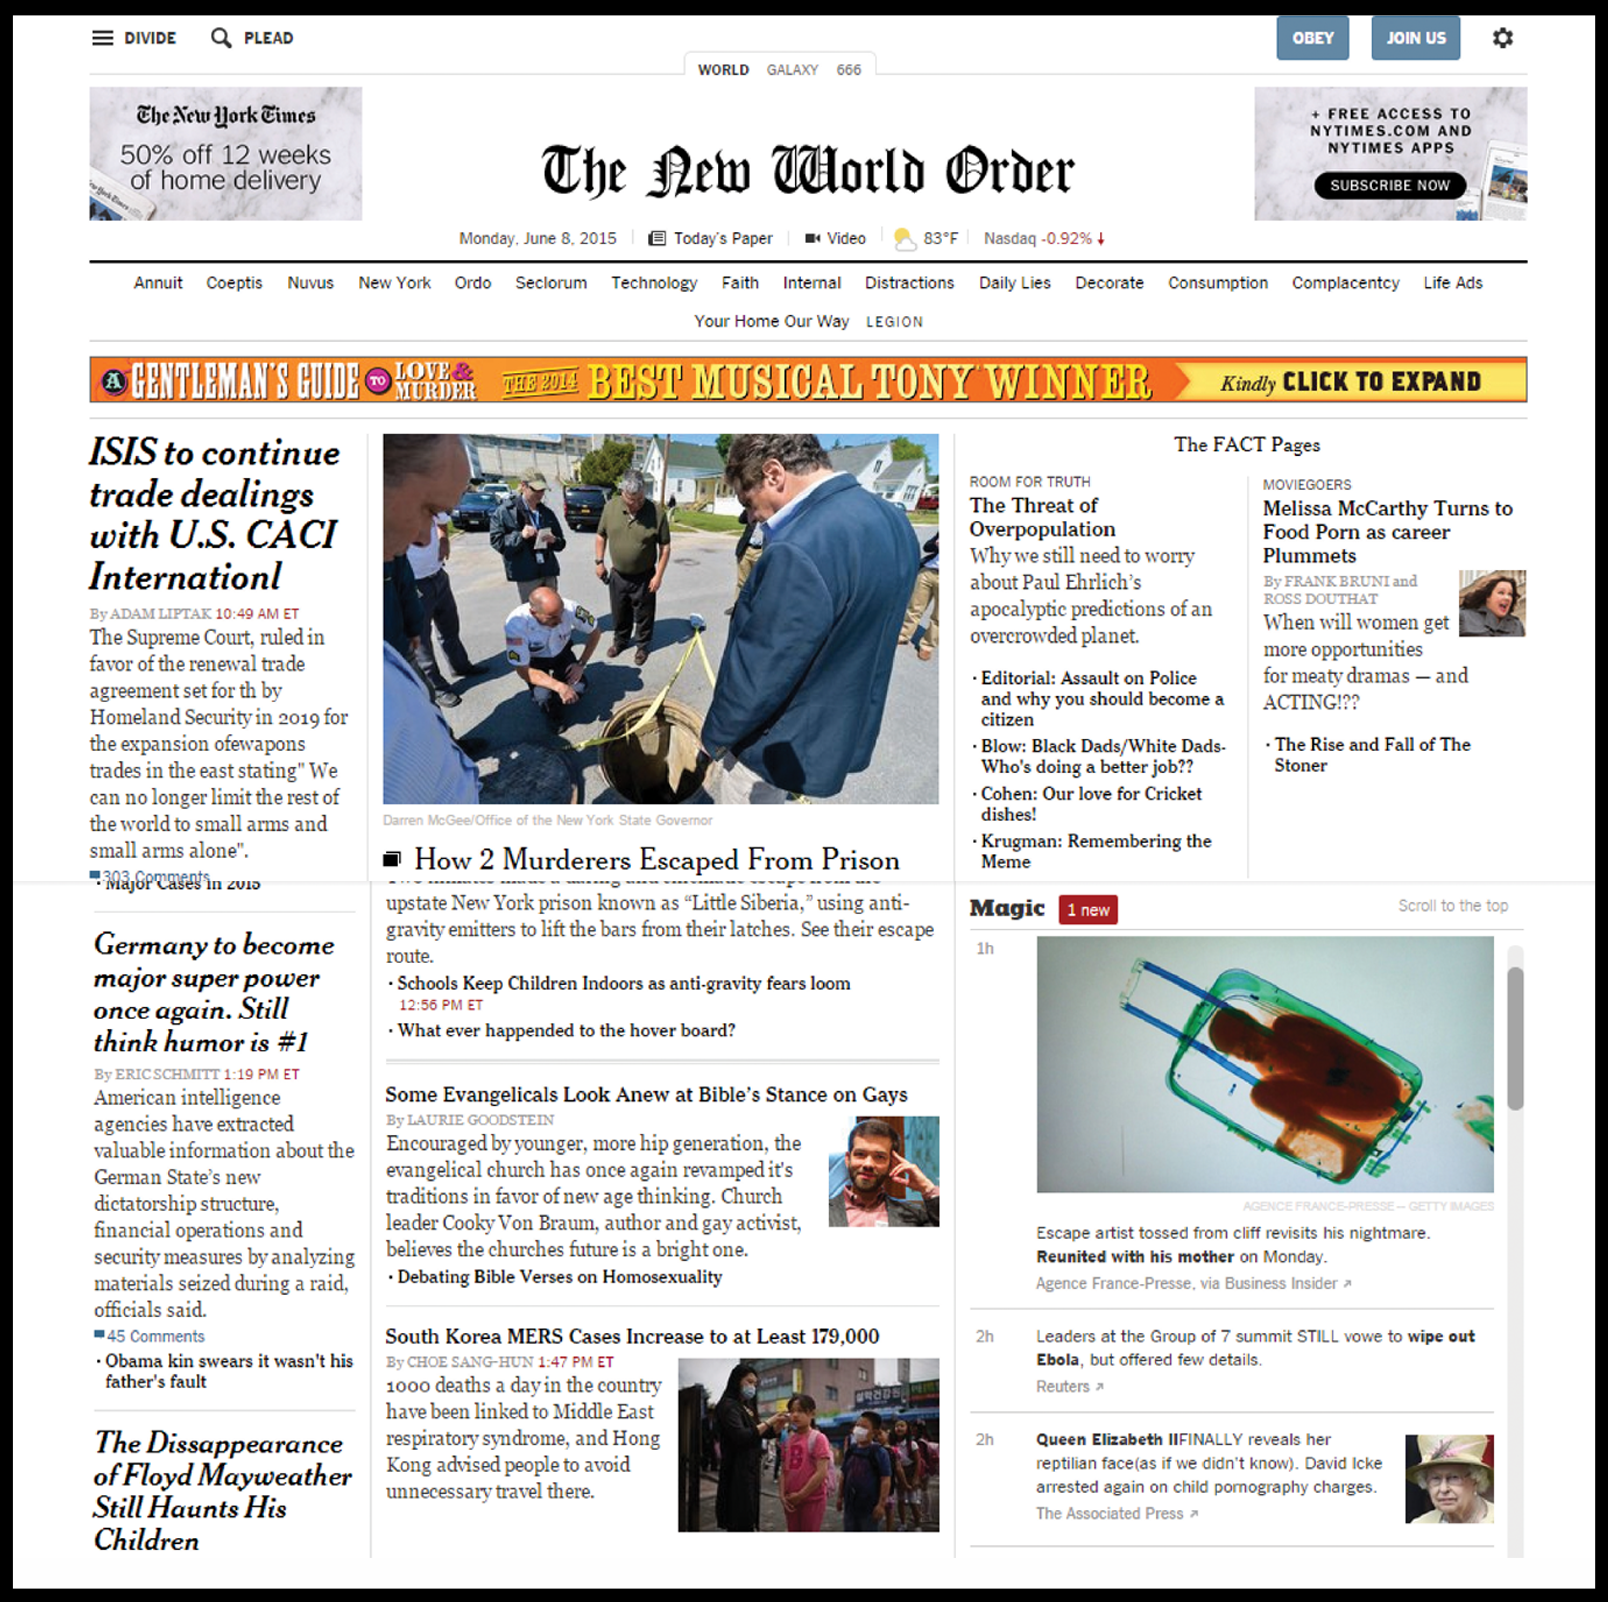 DIVIDE PLEAD OBEY JOIN US
WORLD GALAXY 666
The New York Times
50% off 12 weeks
of home delivery
The New World Order
+ FREE ACCESS TO
NYTIMES.COM AND
NYTIMES APPS
SUBSCRIBE NOW
Monday, June 8, 2015 Today's Paper Video 83°F Nasdaq -0.92%
Annuit Coeptis Nuvus New York Ordo Seclorum Technology Faith Internal Distractions Daily Lies Decorate Consumption Complacentcy Life Ads
Your Home Our Way LEGION
A GENTLEMAN'S GUIDE TO LOVE & MURDER THE 2014 BEST MUSICAL TONY WINNER Kindly CLICK TO EXPAND
ISIS to continue
trade dealings
with U.S. CACI
Internationl
By ADAM LIPTAK 10:49 AM ET
The Supreme Court, ruled in
favor of the renewal trade
agreement set for th by
Homeland Security in 2019 for
the expansion ofewapons
trades in the east stating" We
can no longer limit the rest of
the world to small arms and
small arms alone".
303 Comments
· Major Cases in 2015
Germany to become
major super power
once again. Still
think humor is #1
By ERIC SCHMITT 1:19 PM ET
American intelligence
agencies have extracted
valuable information about the
German State's new
dictatorship structure,
financial operations and
security measures by analyzing
materials seized during a raid,
officials said.
45 Comments
· Obama kin swears it wasn't his
father's fault
The Dissappearance
of Floyd Mayweather
Still Haunts His
Children
Darren McGee/Office of the New York State Governor
How 2 Murderers Escaped From Prison
Two inmates made a daring and cinematic escape from the
upstate New York prison known as "Little Siberia," using anti-
gravity emitters to lift the bars from their latches. See their escape
route.
· Schools Keep Children Indoors as anti-gravity fears loom
12:56 PM ET
· What ever happened to the hover board?
Some Evangelicals Look Anew at Bible's Stance on Gays
By LAURIE GOODSTEIN
Encouraged by younger, more hip generation, the
evangelical church has once again revamped it's
traditions in favor of new age thinking. Church
leader Cooky Von Braum, author and gay activist,
believes the churches future is a bright one.
· Debating Bible Verses on Homosexuality
South Korea MERS Cases Increase to at Least 179,000
By CHOE SANG-HUN 1:47 PM ET
1000 deaths a day in the country
have been linked to Middle East
respiratory syndrome, and Hong
Kong advised people to avoid
unnecessary travel there.
The FACT Pages
ROOM FOR TRUTH
The Threat of
Overpopulation
Why we still need to worry
about Paul Ehrlich's
apocalyptic predictions of an
overcrowded planet.
· Editorial: Assault on Police
and why you should become a
citizen
· Blow: Black Dads/White Dads-
Who's doing a better job??
· Cohen: Our love for Cricket
dishes!
· Krugman: Remembering the
Meme
MOVIEGOERS
Melissa McCarthy Turns to
Food Porn as career
Plummets
By FRANK BRUNI and
ROSS DOUTHAT
When will women get
more opportunities
for meaty dramas — and
ACTING!??
· The Rise and Fall of The
Stoner
Magic 1 new Scroll to the top
1h
AGENCE FRANCE-PRESSE — GETTY IMAGES
Escape artist tossed from cliff revisits his nightmare.
Reunited with his mother on Monday.
Agence France-Presse, via Business Insider
2h
Leaders at the Group of 7 summit STILL vowe to wipe out
Ebola, but offered few details.
Reuters
2h
Queen Elizabeth IIFINALLY reveals her
reptilian face(as if we didn't know). David Icke
arrested again on child pornography charges.
The Associated Press